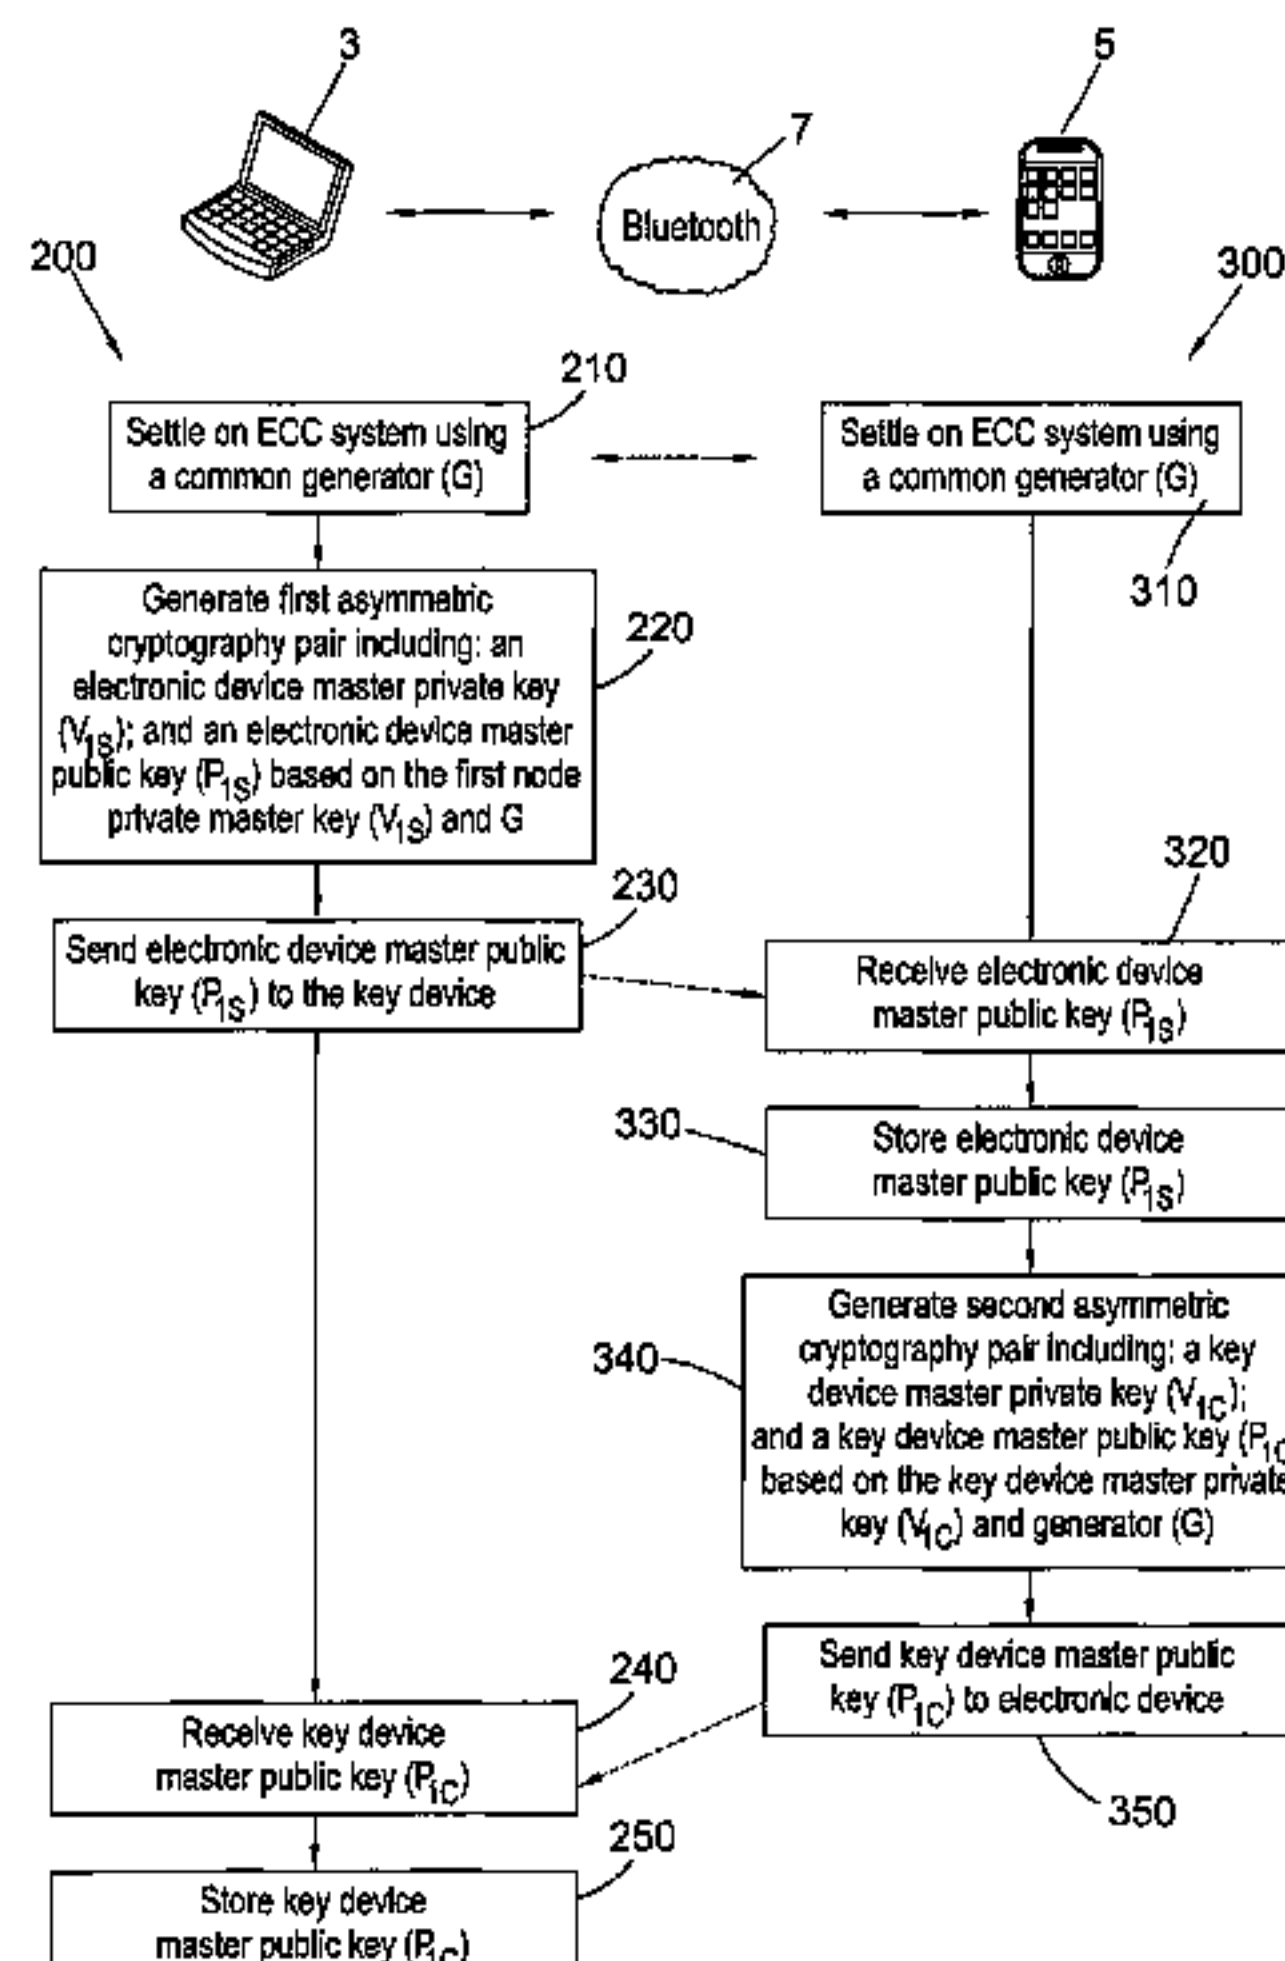 3
5
7
Bluetooth
200
300
210
Settle on ECC system using
a common generator (G)
Settle on ECC system using
a common generator (G)
310
Generate first asymmetric
cryptography pair including: an
electronic device master private key
(V1S); and an electronic device master
public key (P1S) based on the first node
private master key (V1S) and G
220
230
Send electronic device master public
key (P1S) to the key device
320
Receive electronic device
master public key (P1S)
330
Store electronic device
master public key (P1S)
340
Generate second asymmetric
cryptography pair including; a key
device master private key (V1C);
and a key device master public key (P1C
based on the key device master private
key (V1C) and generator (G)
Send key device master public
key (P1C) to electronic device
350
240
Receive key device
master public key (P1C)
250
Store key device
master public key (P1C)